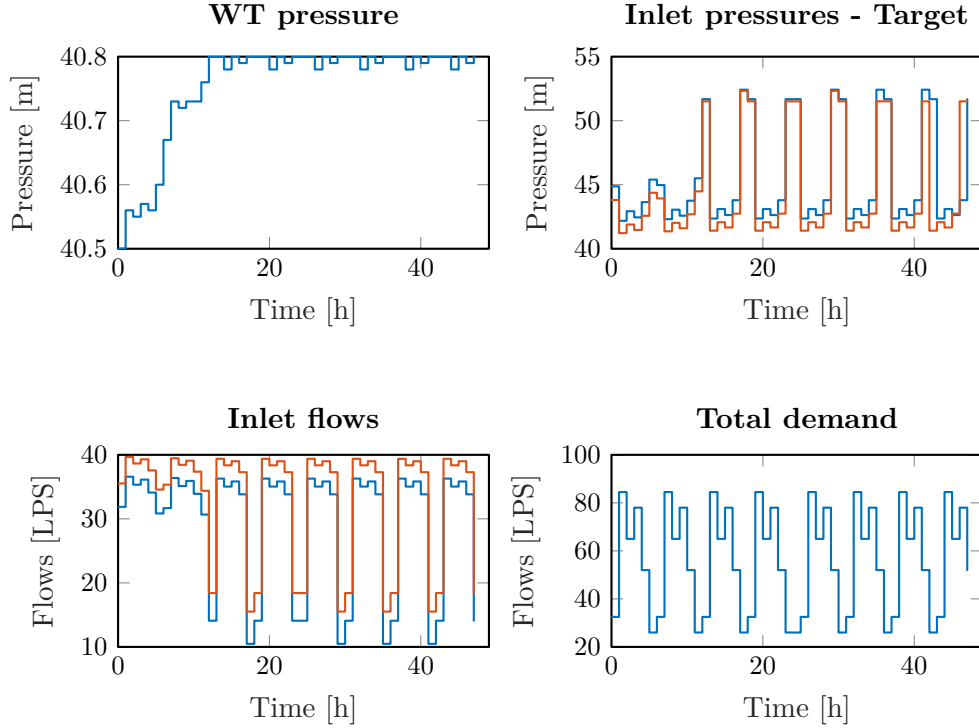 WT pressure
Inlet pressures - Target
Pressure [m]
40.8
40.7
40.6
40.5
0
20
40
Time [h]
Pressure [m]
55
50
45
40
0
20
40
Time [h]
Inlet flows
Total demand
Flows [LPS]
40
30
20
10
0
20
40
Time [h]
Flows [LPS]
100
80
60
40
20
0
20
40
Time [h]